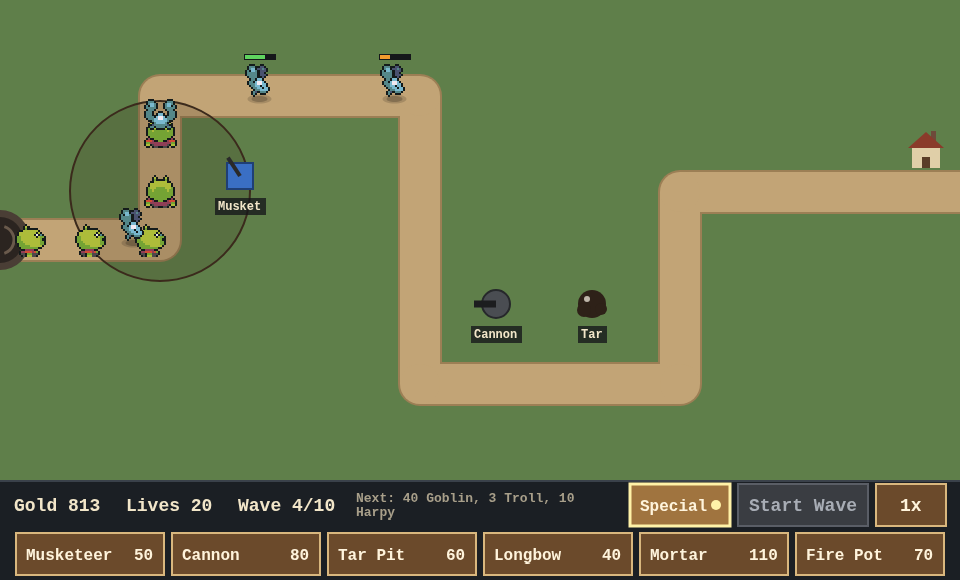 Musket
Cannon
Tar
Gold 813
Lives 20
Wave 4/10
Next: 40 Goblin, 3 Troll, 10
Harpy
Special
Start Wave
1x
Musketeer 50
Cannon 80
Tar Pit 60
Longbow 40
Mortar 110
Fire Pot 70